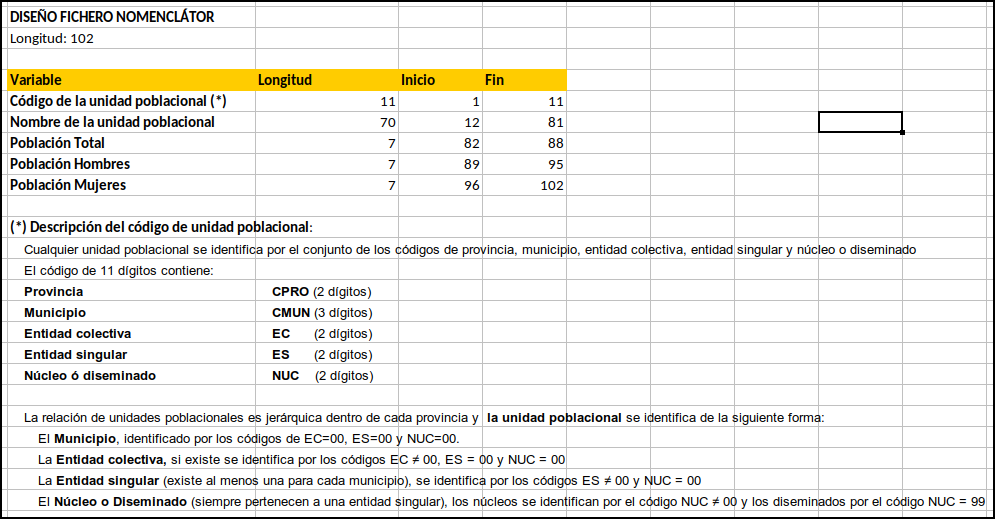 DISEÑO FICHERO NOMENCLÁTOR
Longitud: 102
Variable Longitud Inicio Fin
Código de la unidad poblacional (*) 11 1 11
Nombre de la unidad poblacional 70 12 81
Población Total 7 82 88
Población Hombres 7 89 95
Población Mujeres 7 96 102
(*) Descripción del código de unidad poblacional:
Cualquier unidad poblacional se identifica por el conjunto de los códigos de provincia, municipio, entidad colectiva, entidad singular y núcleo o diseminado
El código de 11 dígitos contiene:
Provincia CPRO (2 dígitos)
Municipio CMUN (3 dígitos)
Entidad colectiva EC (2 dígitos)
Entidad singular ES (2 dígitos)
Núcleo ó diseminado NUC (2 dígitos)
La relación de unidades poblacionales es jerárquica dentro de cada provincia y la unidad poblacional se identifica de la siguiente forma:
El Municipio, identificado por los códigos de EC=00, ES=00 y NUC=00.
La Entidad colectiva, si existe se identifica por los códigos EC ≠ 00, ES = 00 y NUC = 00
La Entidad singular (existe al menos una para cada municipio), se identifica por los códigos ES ≠ 00 y NUC = 00
El Núcleo o Diseminado (siempre pertenecen a una entidad singular), los núcleos se identifican por el código NUC ≠ 00 y los diseminados por el código NUC = 99